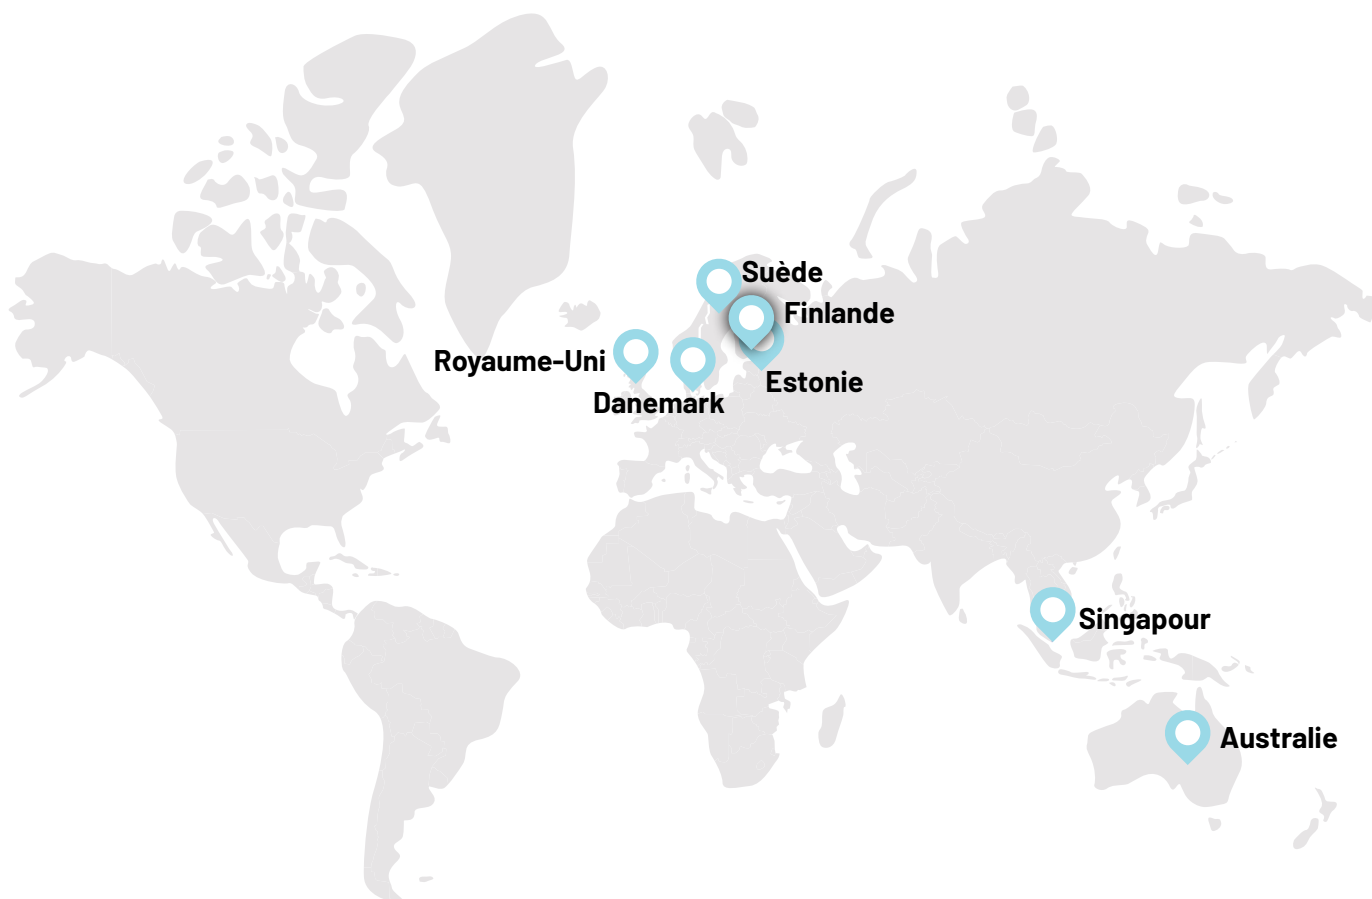 Suède
Finlande
Royaume-Uni
Estonie
Danemark
Singapour
Australie